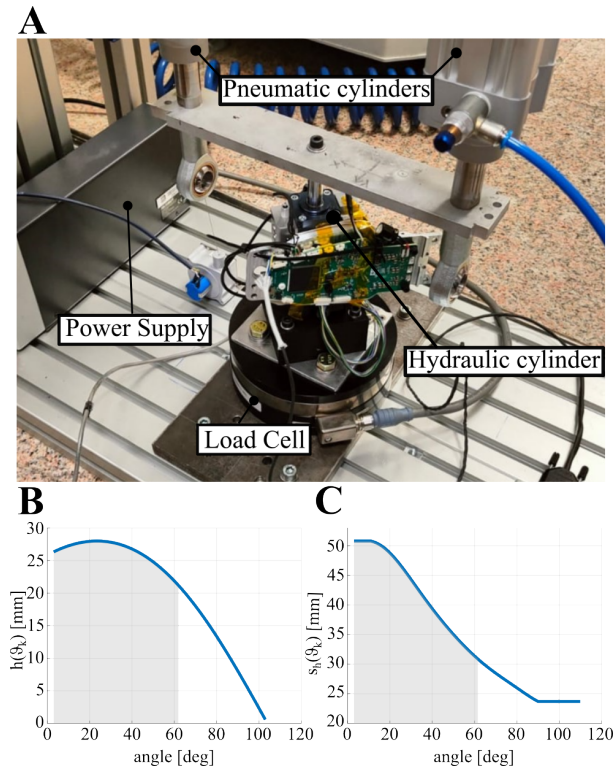 A
Pneumatic cylinders
Power Supply
Hydraulic cylinder
Load Cell
B
C
30
25
20
15
10
5
0
h(ϑk) [mm]
0 20 40 60 80 100 120
angle [deg]
50
45
40
35
30
25
20
sh(ϑk) [mm]
0 20 40 60 80 100 120
angle [deg]